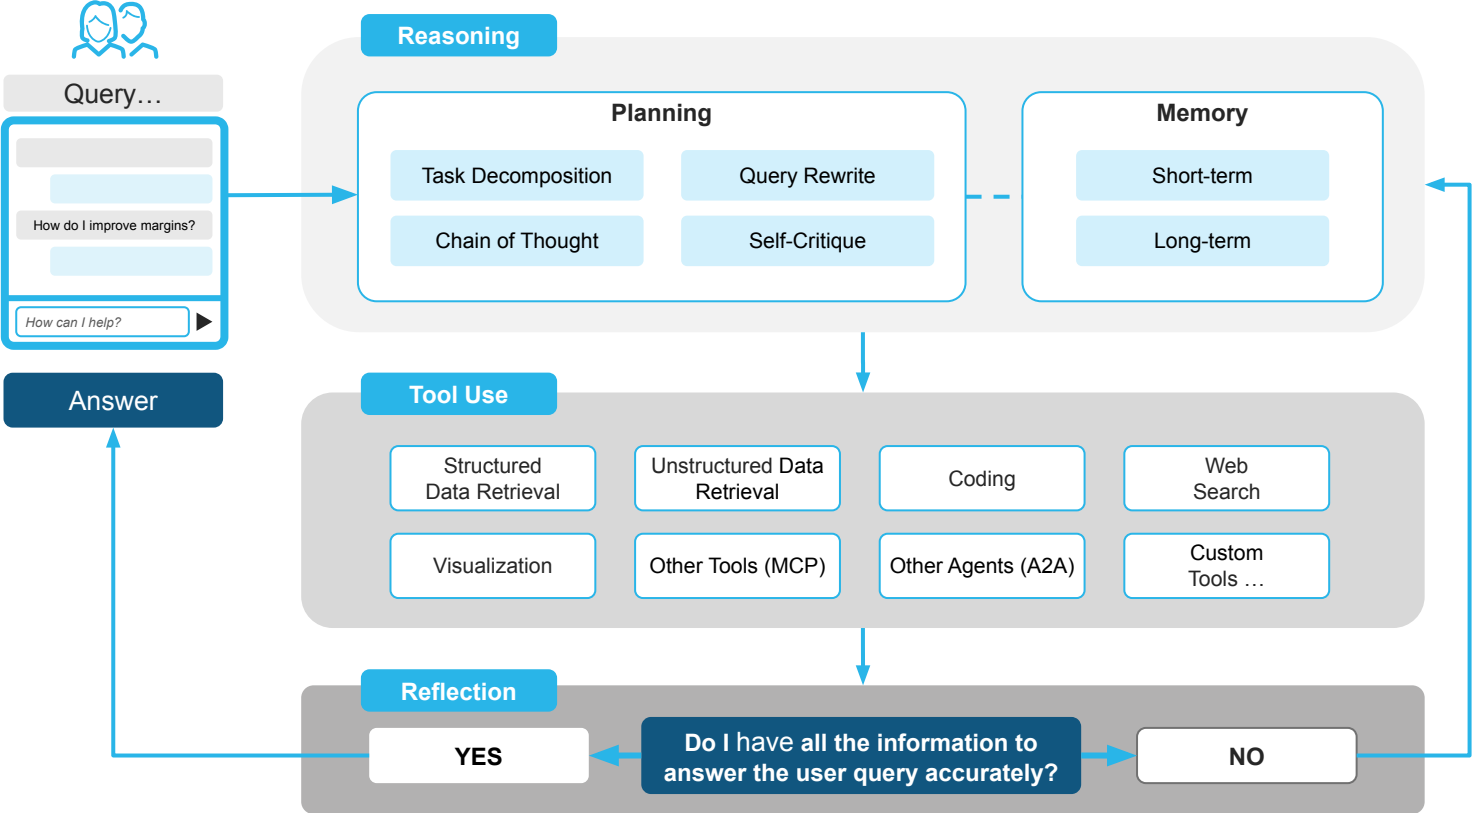 Query…
How do I improve margins?
How can I help?
Answer
Reasoning
Planning
Task Decomposition
Query Rewrite
Chain of Thought
Self-Critique
Memory
Short-term
Long-term
Tool Use
Structured
Data Retrieval
Unstructured Data
Retrieval
Coding
Web
Search
Visualization
Other Tools (MCP)
Other Agents (A2A)
Custom
Tools …
Reflection
YES
Do I have all the information to
answer the user query accurately?
NO